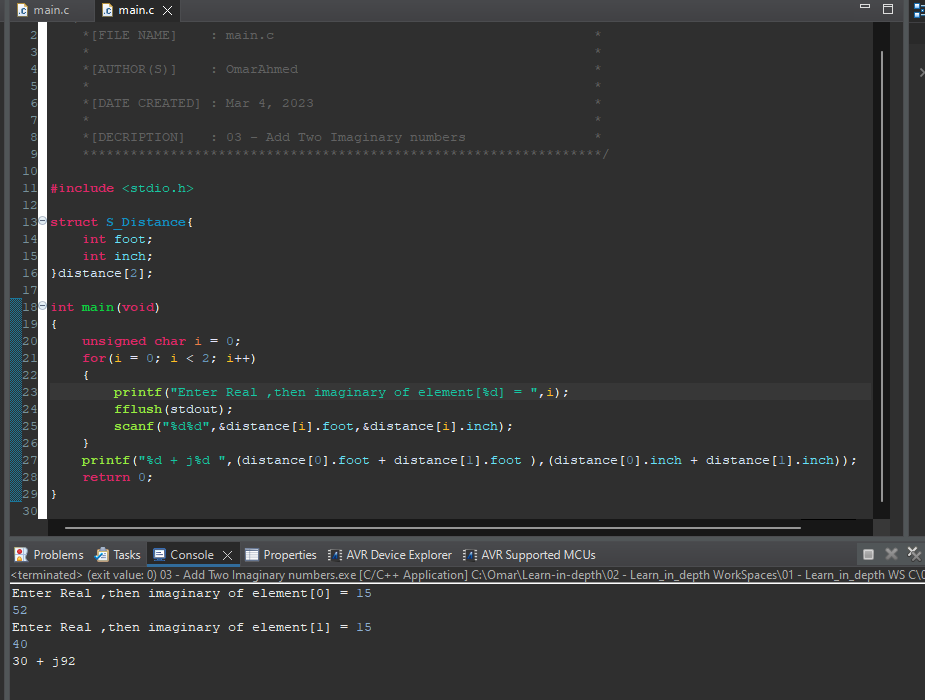 main.c
main.c
2 *[FILE NAME] : main.c *
3 * *
4 *[AUTHOR(S)] : OmarAhmed *
5 * *
6 *[DATE CREATED] : Mar 4, 2023 *
7 * *
8 *[DECRIPTION] : 03 - Add Two Imaginary numbers *
9 *****************************************************************/
10
11 #include <stdio.h>
12
13 struct S_Distance{
14 int foot;
15 int inch;
16 }distance[2];
17
18 int main(void)
19 {
20 unsigned char i = 0;
21 for(i = 0; i < 2; i++)
22 {
23 printf("Enter Real ,then imaginary of element[%d] = ",i);
24 fflush(stdout);
25 scanf("%d%d",&distance[i].foot,&distance[i].inch);
26 }
27 printf("%d + j%d ",(distance[0].foot + distance[1].foot ),(distance[0].inch + distance[1].inch));
28 return 0;
29 }
30
Problems Tasks Console Properties AVR Device Explorer AVR Supported MCUs
<terminated> (exit value: 0) 03 - Add Two Imaginary numbers.exe [C/C++ Application] C:\Omar\Learn-in-depth\02 - Learn_in_depth WorkSpaces\01 - Learn_in_depth WS C\
Enter Real ,then imaginary of element[0] = 15
52
Enter Real ,then imaginary of element[1] = 15
40
30 + j92